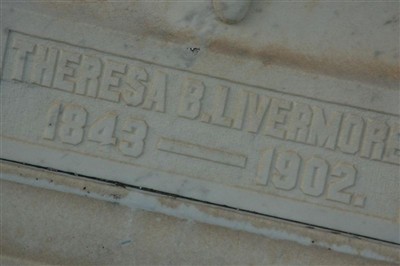 THERESA B. LIVERMORE
1843 — 1902.